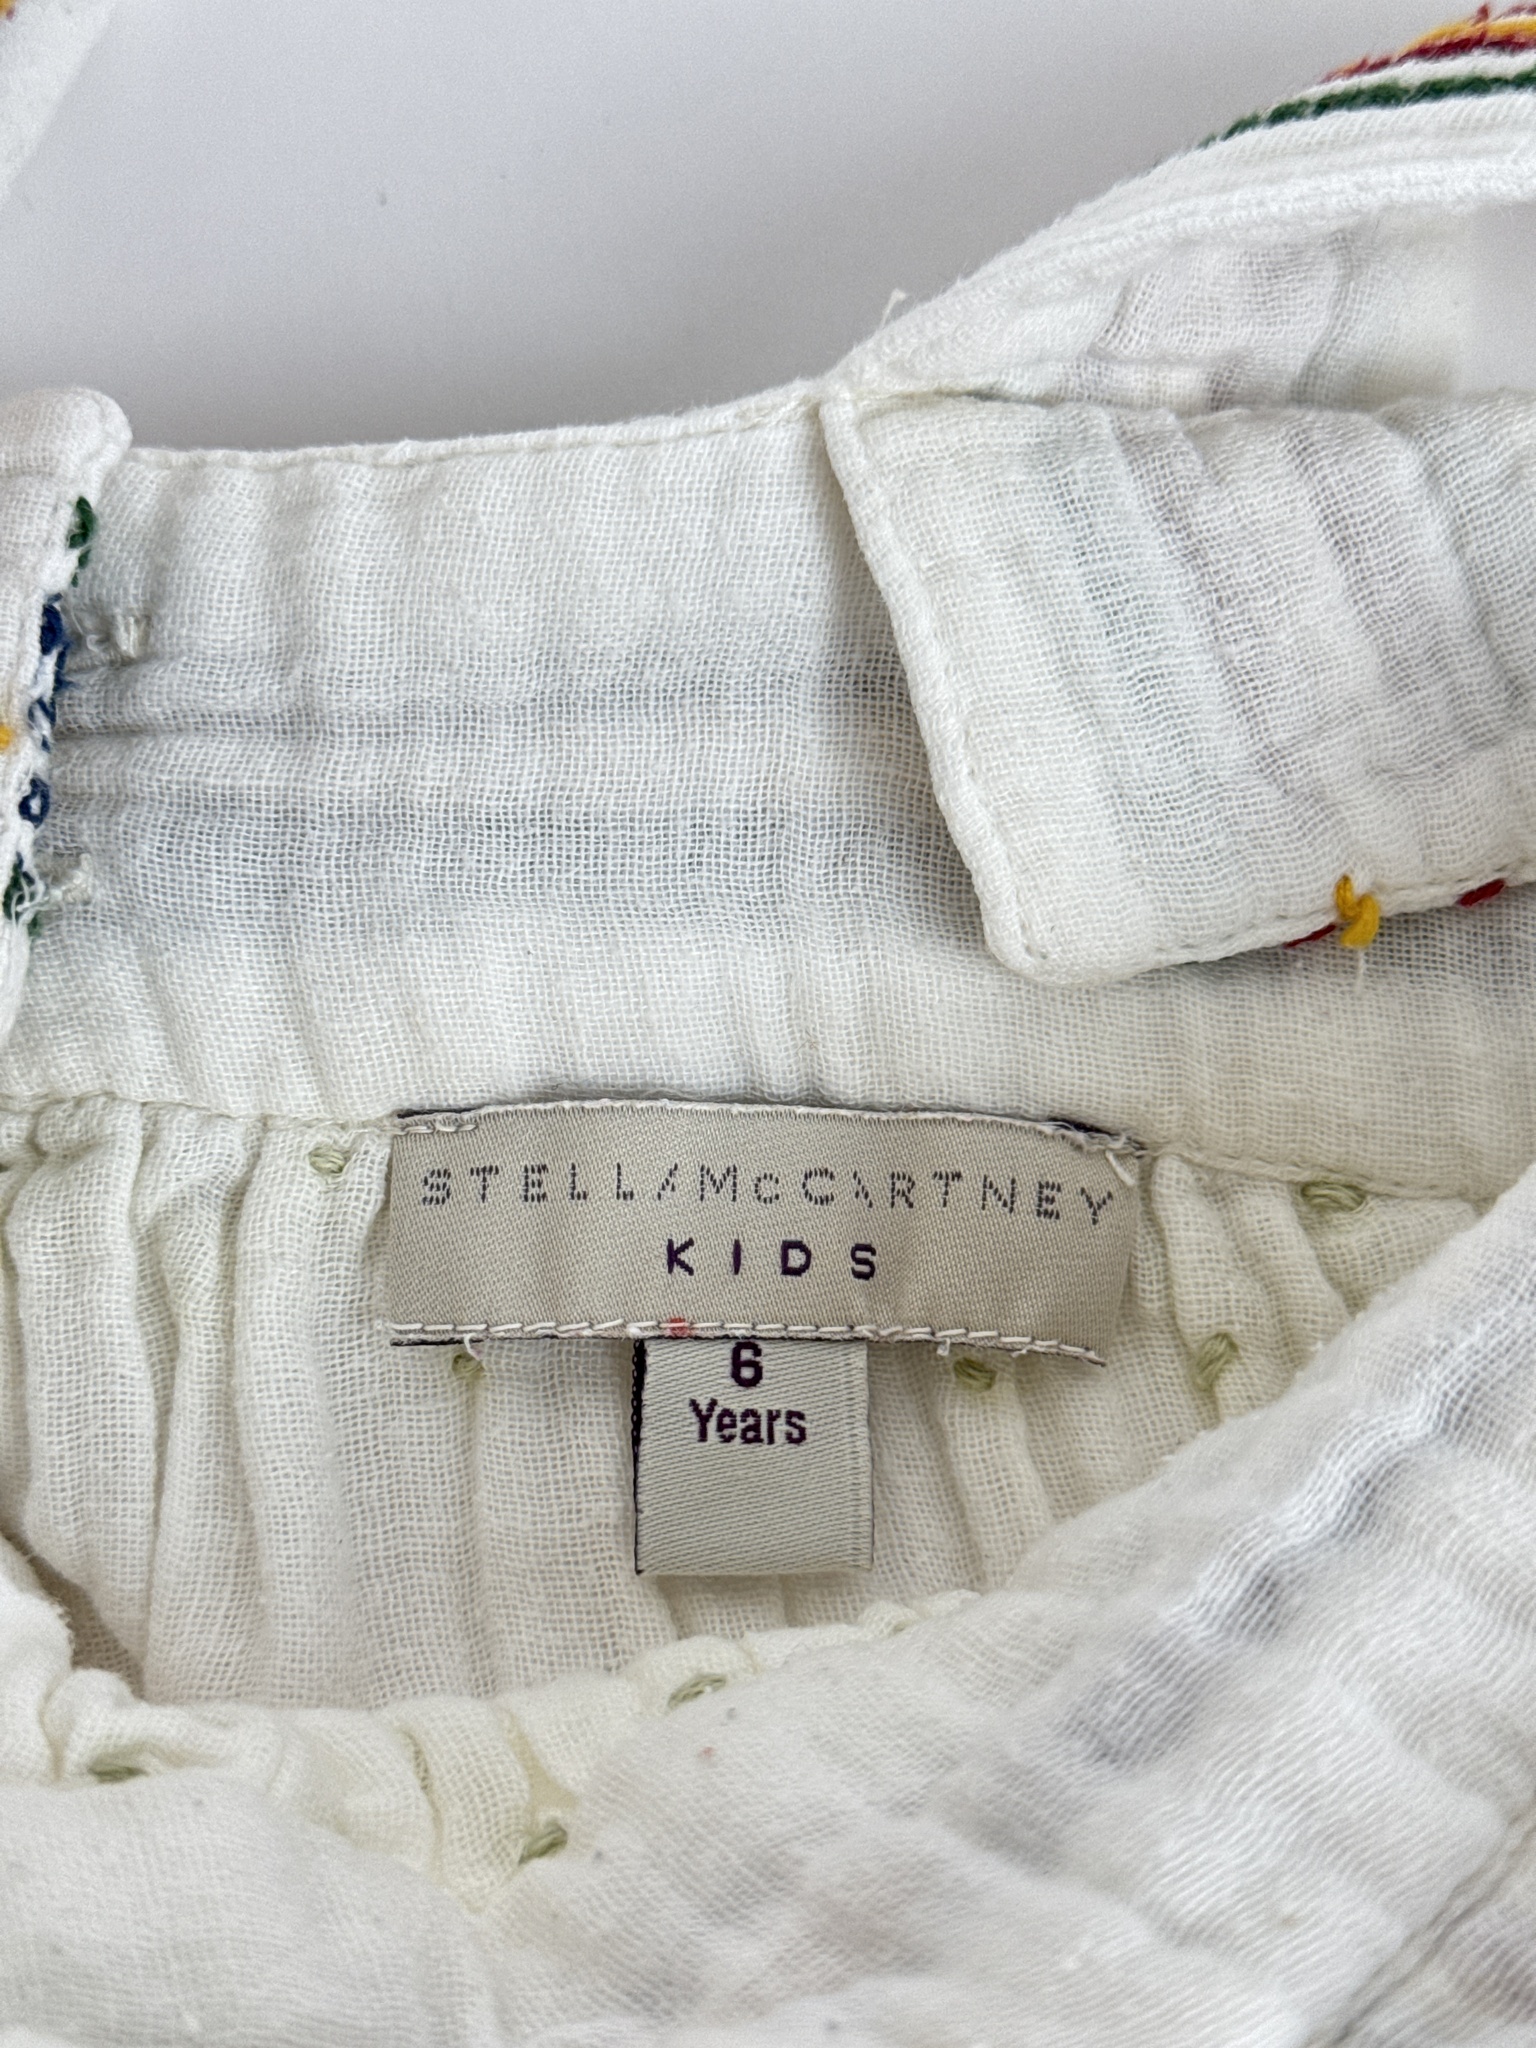 STELLA McCARTNEY
KIDS
6
Years